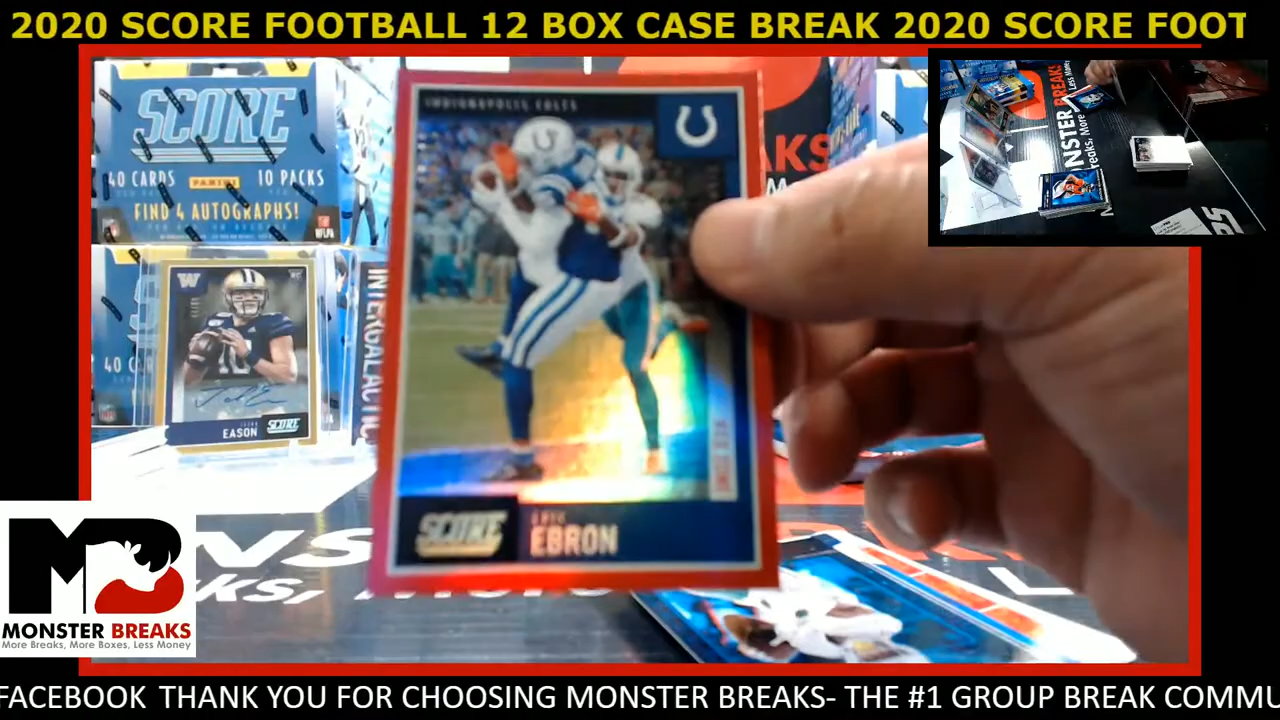 2020 SCORE FOOTBALL 12 BOX CASE BREAK 2020 SCORE FOOT
SCORE
40 CARDS PANINI 10 PACKS
FIND 4 AUTOGRAPHS!
INDIANAPOLIS COLTS
W
EASON SCORE
INTERGALACTIC
SCORE
ERIC
EBRON
MB
MONSTER BREAKS
More Breaks, More Boxes, Less Money
FACEBOOK THANK YOU FOR CHOOSING MONSTER BREAKS- THE #1 GROUP BREAK COMMU